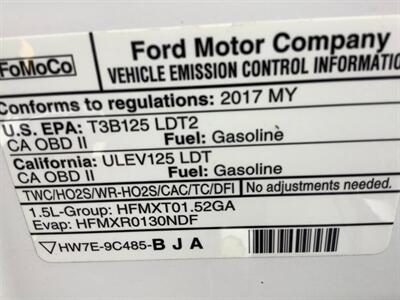 FoMoCo
Ford Motor Company
VEHICLE EMISSION CONTROL INFORMATIO
Conforms to regulations: 2017 MY
U.S. EPA: T3B125 LDT2
CA OBD II Fuel: Gasoline
California: ULEV125 LDT
CA OBD II Fuel: Gasoline
TWC/HO2S/WR-HO2S/CAC/TC/DFI No adjustments needed.
1.5L-Group: HFMXT01.52GA
Evap: HFMXR0130NDF
HW7E-9C485-BJA